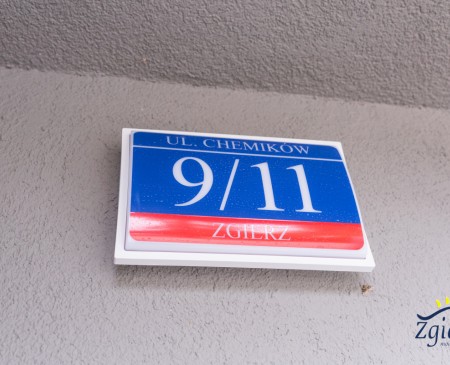 UL. CHEMIKÓW
9/11
ZGIERZ